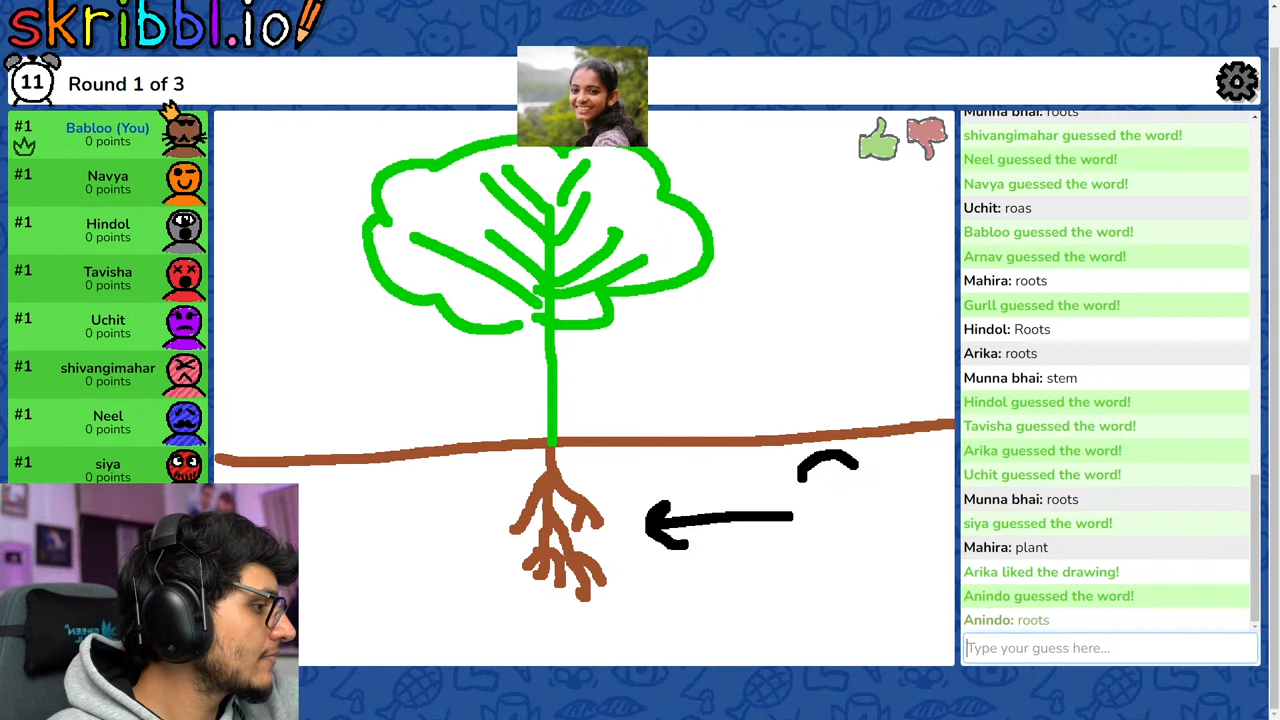 skribbl.io
11
Round 1 of 3
#1
Babloo (You)
0 points
#1
Navya
0 points
#1
Hindol
0 points
#1
Tavisha
0 points
#1
Uchit
0 points
#1
shivangimahar
0 points
#1
Neel
0 points
#1
siya
Munna bhai: roots
shivangimahar guessed the word!
Neel guessed the word!
Navya guessed the word!
Uchit: roas
Babloo guessed the word!
Arnav guessed the word!
Mahira: roots
Gurll guessed the word!
Hindol: Roots
Arika: roots
Munna bhai: stem
Hindol guessed the word!
Tavisha guessed the word!
Arika guessed the word!
Uchit guessed the word!
Munna bhai: roots
siya guessed the word!
Mahira: plant
Arika liked the drawing!
Anindo guessed the word!
Anindo: roots
Type your guess here...